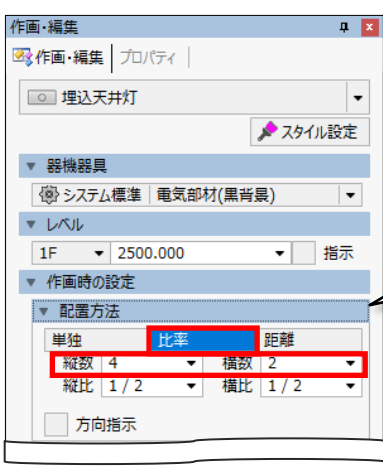 作画・編集
作画・編集 プロパティ
埋込天井灯
スタイル設定
器機器具
システム標準 電気部材(黒背景)
レベル
1F 2500.000 指示
作画時の設定
配置方法
単独 比率 距離
縦数 4 横数 2
縦比 1 / 2 横比 1 / 2
方向指示